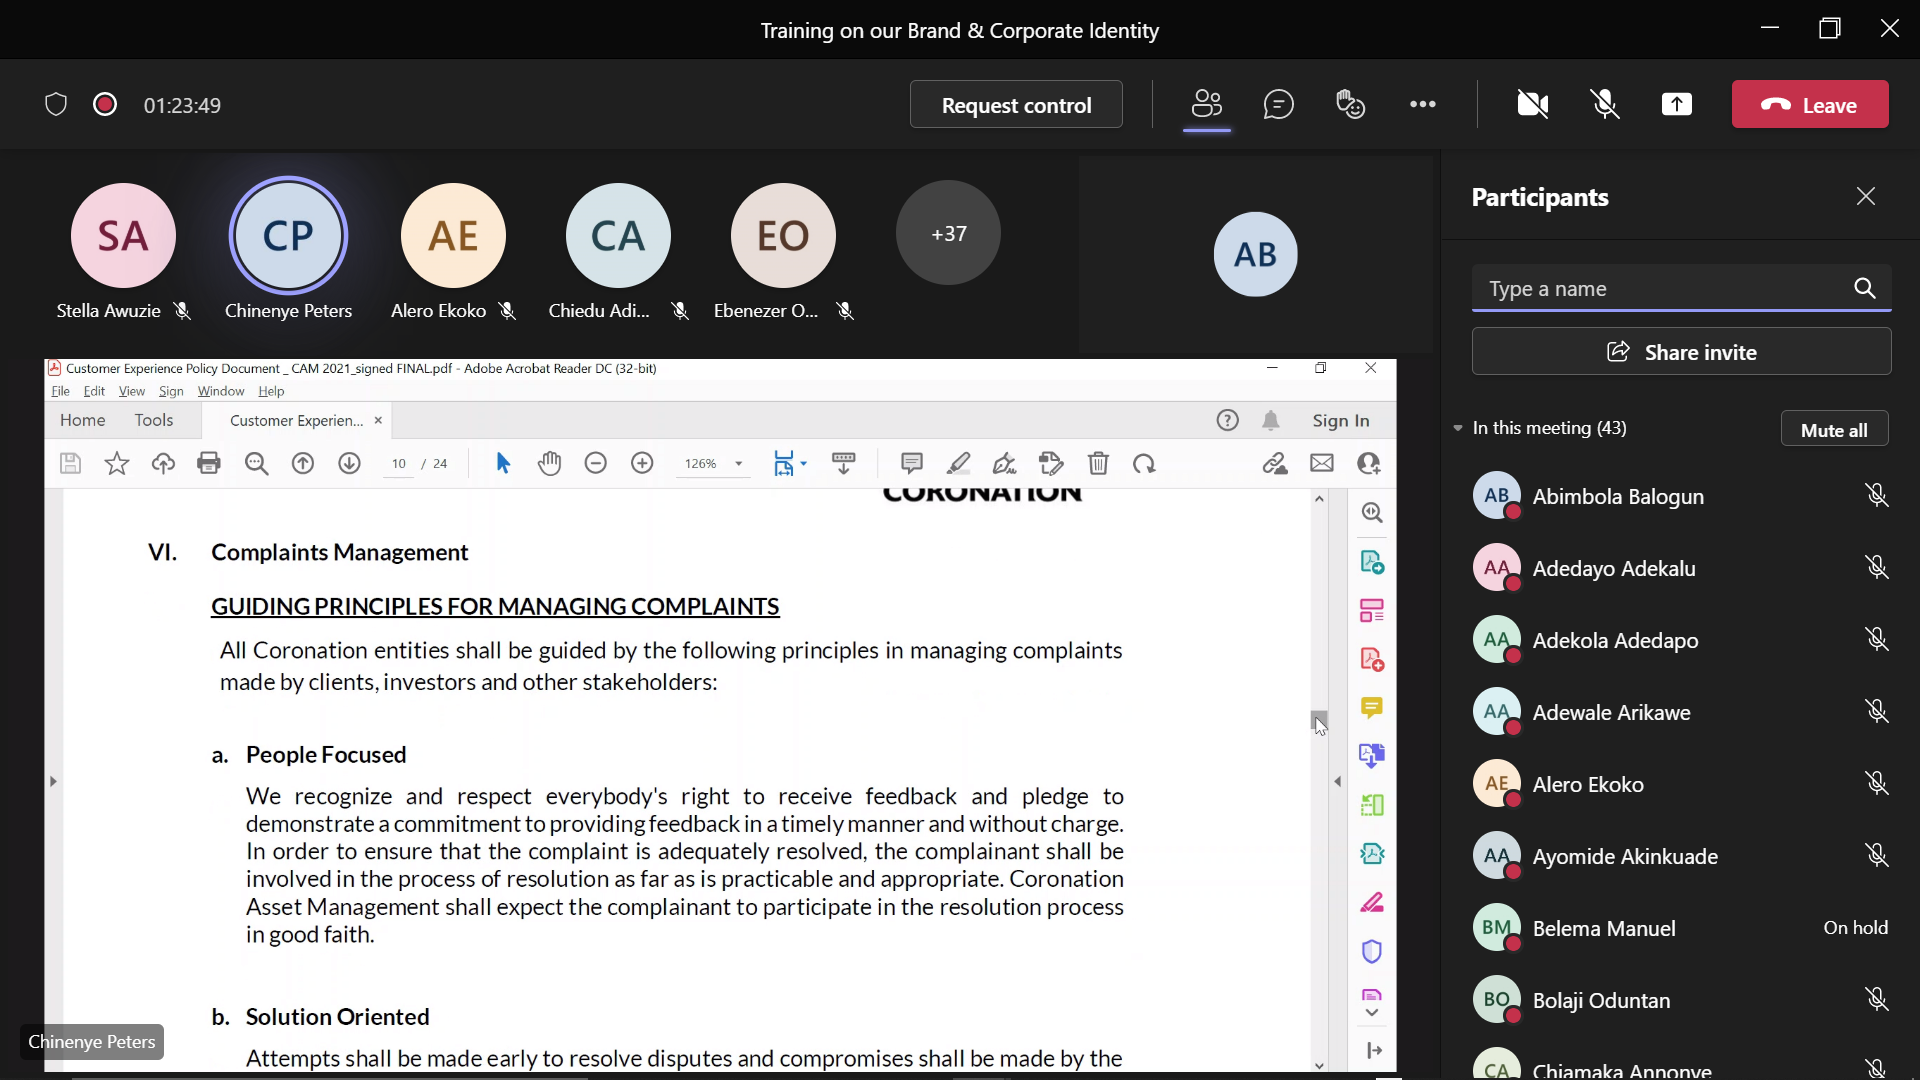 Training on our Brand & Corporate Identity
01:23:49
Request control
Leave
SA
CP
AE
CA
EO
+37
AB
Stella Awuzie
Chinenye Peters
Alero Ekoko
Chiedu Adi...
Ebenezer O...
Customer Experience Policy Document _ CAM 2021_signed FINAL.pdf - Adobe Acrobat Reader DC (32-bit)
File Edit View Sign Window Help
Home Tools Customer Experien... × Sign In
10 / 24 126%
CORONATION
VI. Complaints Management
GUIDING PRINCIPLES FOR MANAGING COMPLAINTS
All Coronation entities shall be guided by the following principles in managing complaints
made by clients, investors and other stakeholders:
a. People Focused
We recognize and respect everybody's right to receive feedback and pledge to
demonstrate a commitment to providing feedback in a timely manner and without charge.
In order to ensure that the complaint is adequately resolved, the complainant shall be
involved in the process of resolution as far as is practicable and appropriate. Coronation
Asset Management shall expect the complainant to participate in the resolution process
in good faith.
b. Solution Oriented
Attempts shall be made early to resolve disputes and compromises shall be made by the
Chinenye Peters
Participants
Type a name
Share invite
In this meeting (43)
Mute all
AB Abimbola Balogun
AA Adedayo Adekalu
AA Adekola Adedapo
AA Adewale Arikawe
AE Alero Ekoko
AA Ayomide Akinkuade
BM Belema Manuel On hold
BO Bolaji Oduntan
CA Chiamaka Annonye